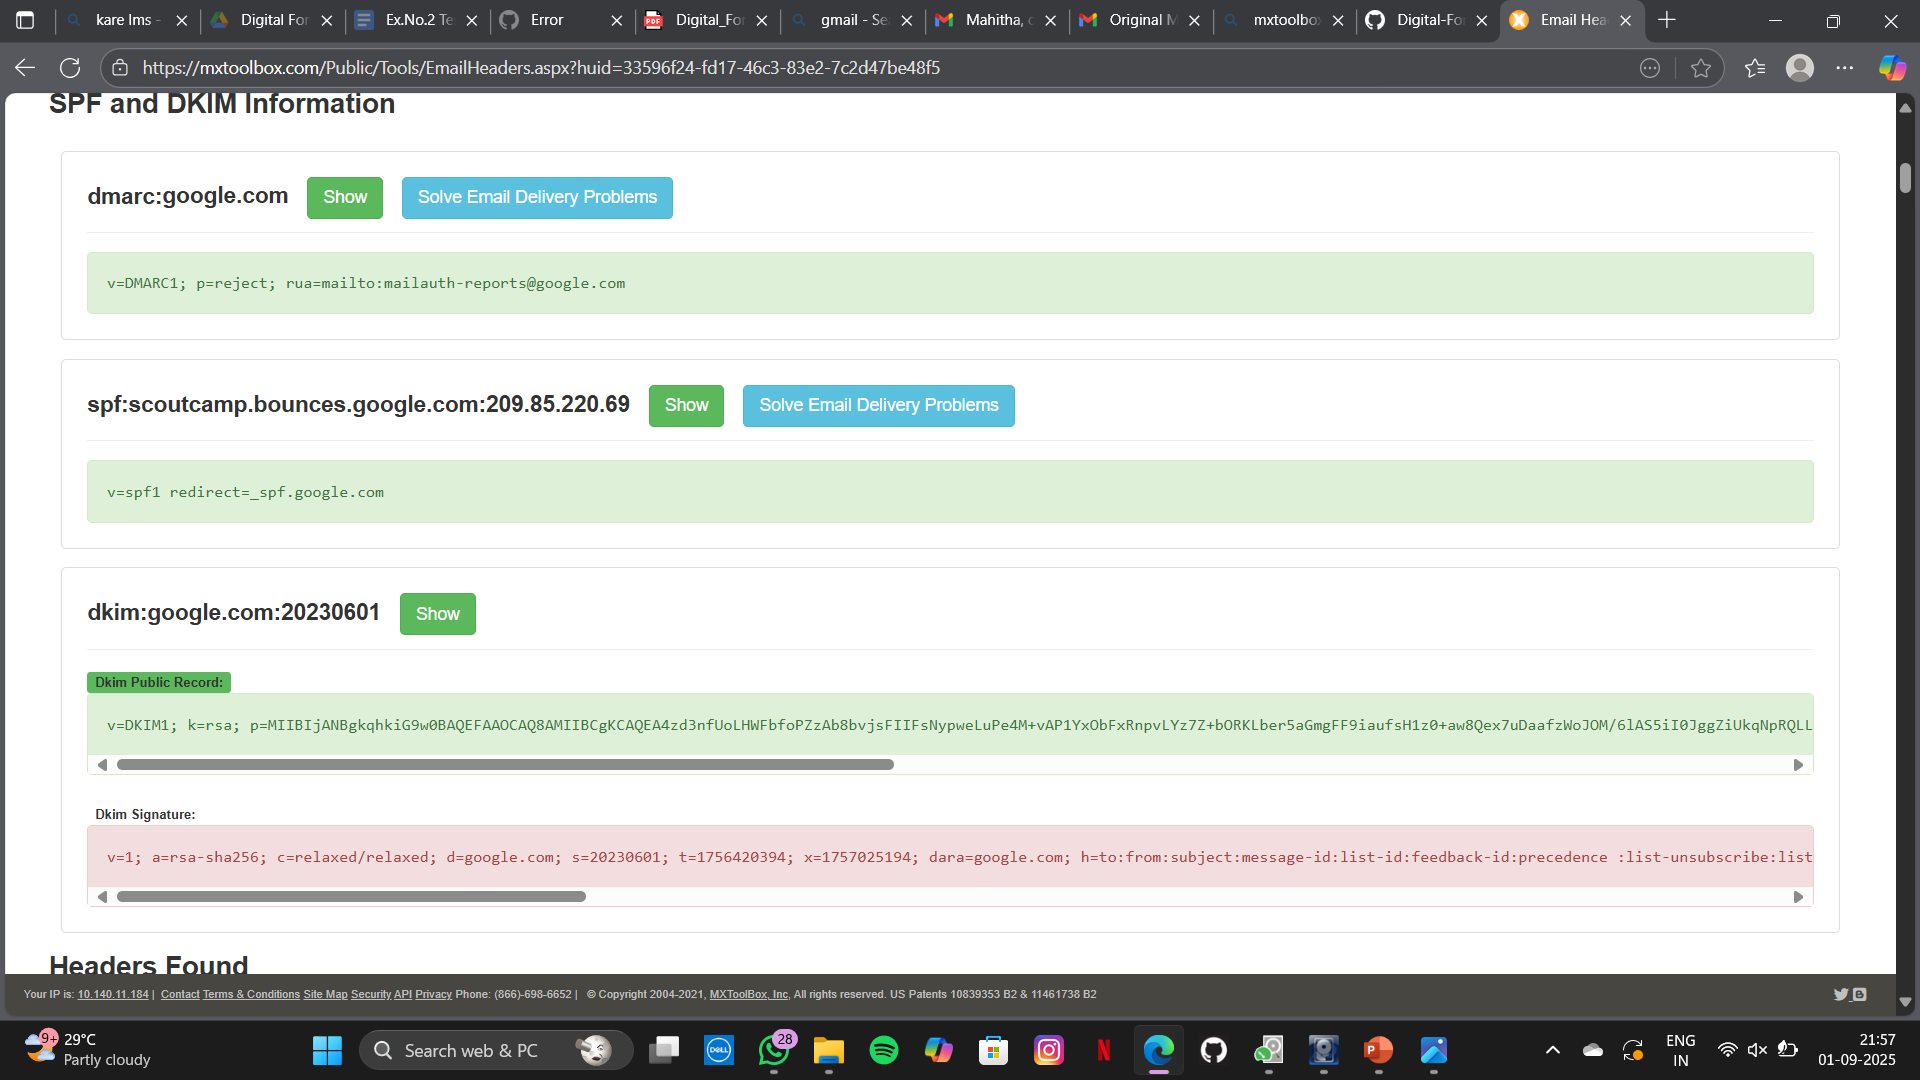 kare lms -
Digital For
Ex.No.2 Te
Error
Digital_For
gmail - Se
Mahitha, c
Original M
mxtoolbo
Digital-Fo
Email Hea
https://mxtoolbox.com/Public/Tools/EmailHeaders.aspx?huid=33596f24-fd17-46c3-83e2-7c2d47be48f5
SPF and DKIM Information
dmarc:google.com Show Solve Email Delivery Problems
v=DMARC1; p=reject; rua=mailto:mailauth-reports@google.com
spf:scoutcamp.bounces.google.com:209.85.220.69 Show Solve Email Delivery Problems
v=spf1 redirect=_spf.google.com
dkim:google.com:20230601 Show
Dkim Public Record:
v=DKIM1; k=rsa; p=MIIBIjANBgkqhkiG9w0BAQEFAAOCAQ8AMIIBCgKCAQEA4zd3nfUoLHWFbfoPZzAb8bvjsFIIFsNypweLuPe4M+vAP1YxObFxRnpvLYz7Z+bORKLber5aGmgFF9iaufsH1z0+aw8Qex7uDaafzWoJOM/6lAS5iI0JggZiUkqNpRQLL
Dkim Signature:
v=1; a=rsa-sha256; c=relaxed/relaxed; d=google.com; s=20230601; t=1756420394; x=1757025194; dara=google.com; h=to:from:subject:message-id:list-id:feedback-id:precedence :list-unsubscribe:list
Headers Found
Your IP is: 10.140.11.184 | Contact Terms & Conditions Site Map Security API Privacy Phone: (866)-698-6652 | © Copyright 2004-2021, MXToolBox, Inc, All rights reserved. US Patents 10839353 B2 & 11461738 B2
9+
29°C
Partly cloudy
Search web & PC
DELL
28
ENG
IN
21:57
01-09-2025